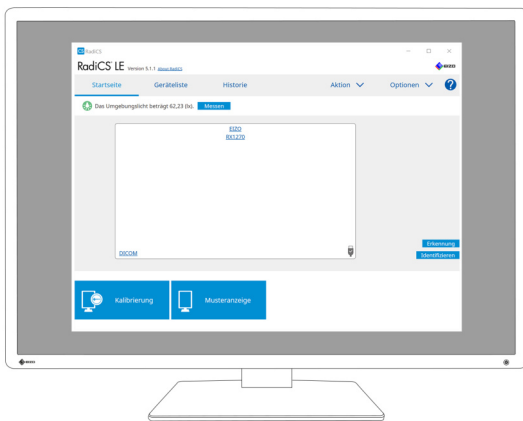 RadiCS
RadiCS LE Version 5.1.1 About RadiCS
EIZO
Startseite Geräteliste Historie Aktion Optionen ?
Das Umgebungslicht beträgt 62,23 (lx). Messen
EIZO
RX1270
DICOM
Erkennung
Identifizieren
Kalibrierung Musteranzeige
EIZO